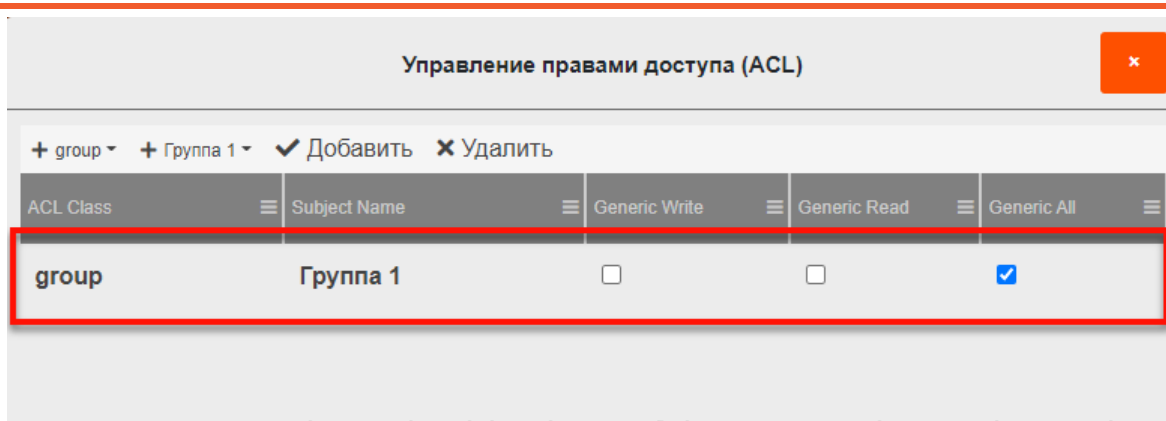 Управление правами доступа (ACL)
×
+ group + Группа 1 ✔ Добавить ✖ Удалить
ACL Class Subject Name Generic Write Generic Read Generic All
group Группа 1